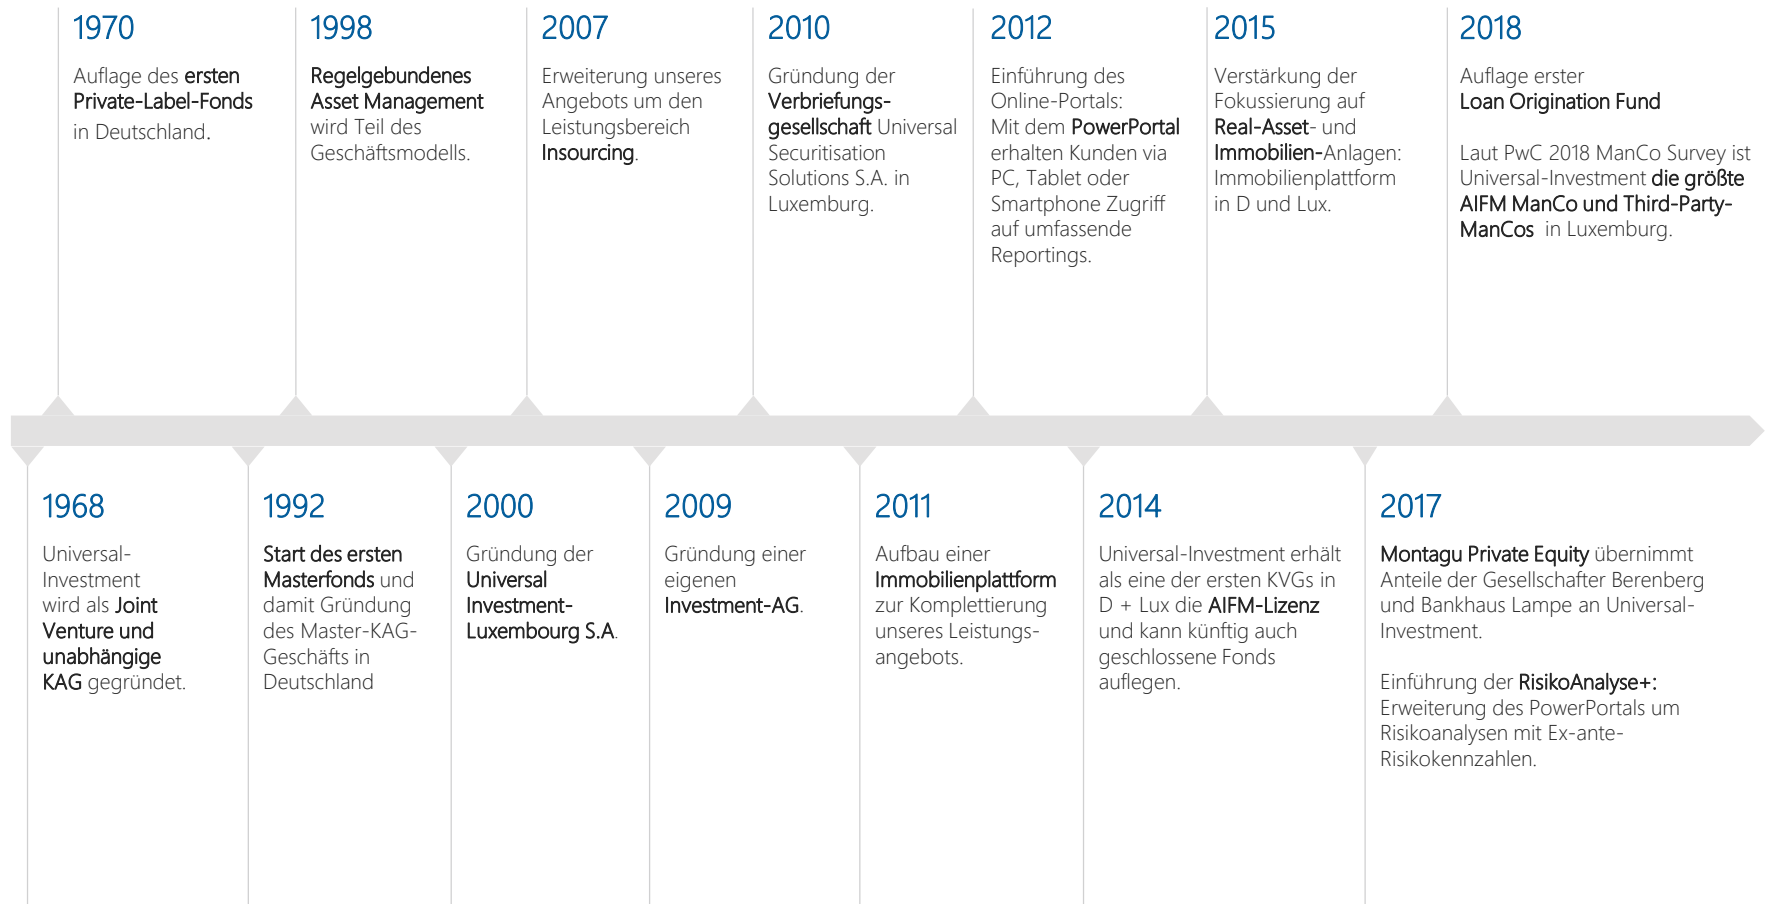 1970
Auflage des ersten
Private-Label-Fonds
in Deutschland.
1998
Regelgebundenes
Asset Management
wird Teil des
Geschäftsmodells.
2007
Erweiterung unseres
Angebots um den
Leistungsbereich
Insourcing.
2010
Gründung der
Verbriefungs-
gesellschaft Universal
Securitisation
Solutions S.A. in
Luxemburg.
2012
Einführung des
Online-Portals:
Mit dem PowerPortal
erhalten Kunden via
PC, Tablet oder
Smartphone Zugriff
auf umfassende
Reportings.
2015
Verstärkung der
Fokussierung auf
Real-Asset- und
Immobilien-Anlagen:
Immobilienplattform
in D und Lux.
2018
Auflage erster
Loan Origination Fund
Laut PwC 2018 ManCo Survey ist
Universal-Investment die größte
AIFM ManCo und Third-Party-
ManCos in Luxemburg.
1968
Universal-
Investment
wird als Joint
Venture und
unabhängige
KAG gegründet.
1992
Start des ersten
Masterfonds und
damit Gründung
des Master-KAG-
Geschäfts in
Deutschland
2000
Gründung der
Universal
Investment-
Luxembourg S.A.
2009
Gründung einer
eigenen
Investment-AG.
2011
Aufbau einer
Immobilienplattform
zur Komplettierung
unseres Leistungs-
angebots.
2014
Universal-Investment erhält
als eine der ersten KVGs in
D + Lux die AIFM-Lizenz
und kann künftig auch
geschlossene Fonds
auflegen.
2017
Montagu Private Equity übernimmt
Anteile der Gesellschafter Berenberg
und Bankhaus Lampe an Universal-
Investment.
Einführung der RisikoAnalyse+:
Erweiterung des PowerPortals um
Risikoanalysen mit Ex-ante-
Risikokennzahlen.